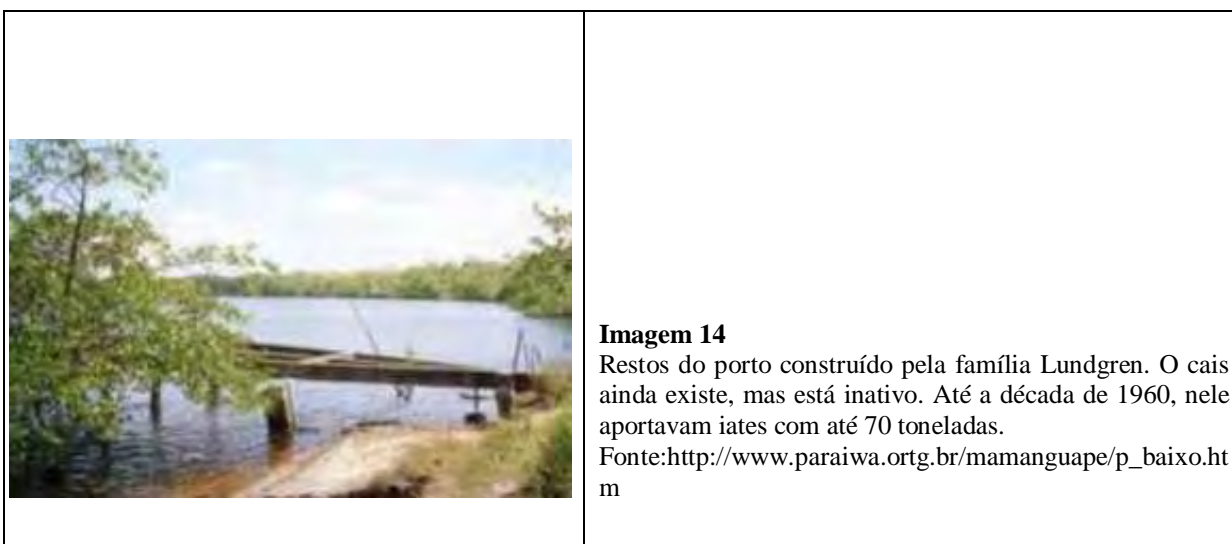 Imagem 14
Restos do porto construído pela família Lundgren. O cais
ainda existe, mas está inativo. Até a década de 1960, nele
aportavam iates com até 70 toneladas.
Fonte:http://www.paraiwa.ortg.br/mamanguape/p_baixo.ht
m